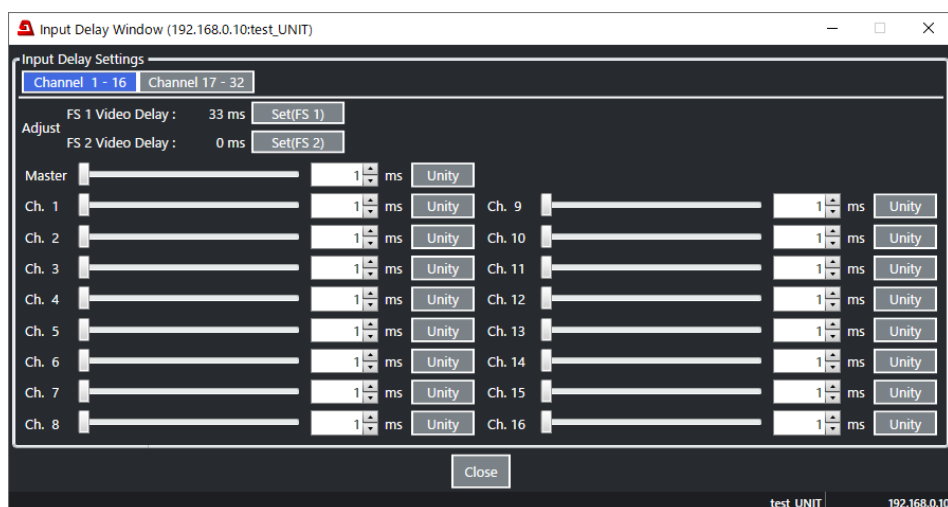 Input Delay Window (192.168.0.10:test_UNIT)
Input Delay Settings
Channel 1 - 16 Channel 17 - 32
Adjust
FS 1 Video Delay : 33 ms Set(FS 1)
FS 2 Video Delay : 0 ms Set(FS 2)
Master 1 ms Unity
Ch. 1 1 ms Unity Ch. 9 1 ms Unity
Ch. 2 1 ms Unity Ch. 10 1 ms Unity
Ch. 3 1 ms Unity Ch. 11 1 ms Unity
Ch. 4 1 ms Unity Ch. 12 1 ms Unity
Ch. 5 1 ms Unity Ch. 13 1 ms Unity
Ch. 6 1 ms Unity Ch. 14 1 ms Unity
Ch. 7 1 ms Unity Ch. 15 1 ms Unity
Ch. 8 1 ms Unity Ch. 16 1 ms Unity
Close
test_UNIT 192.168.0.10